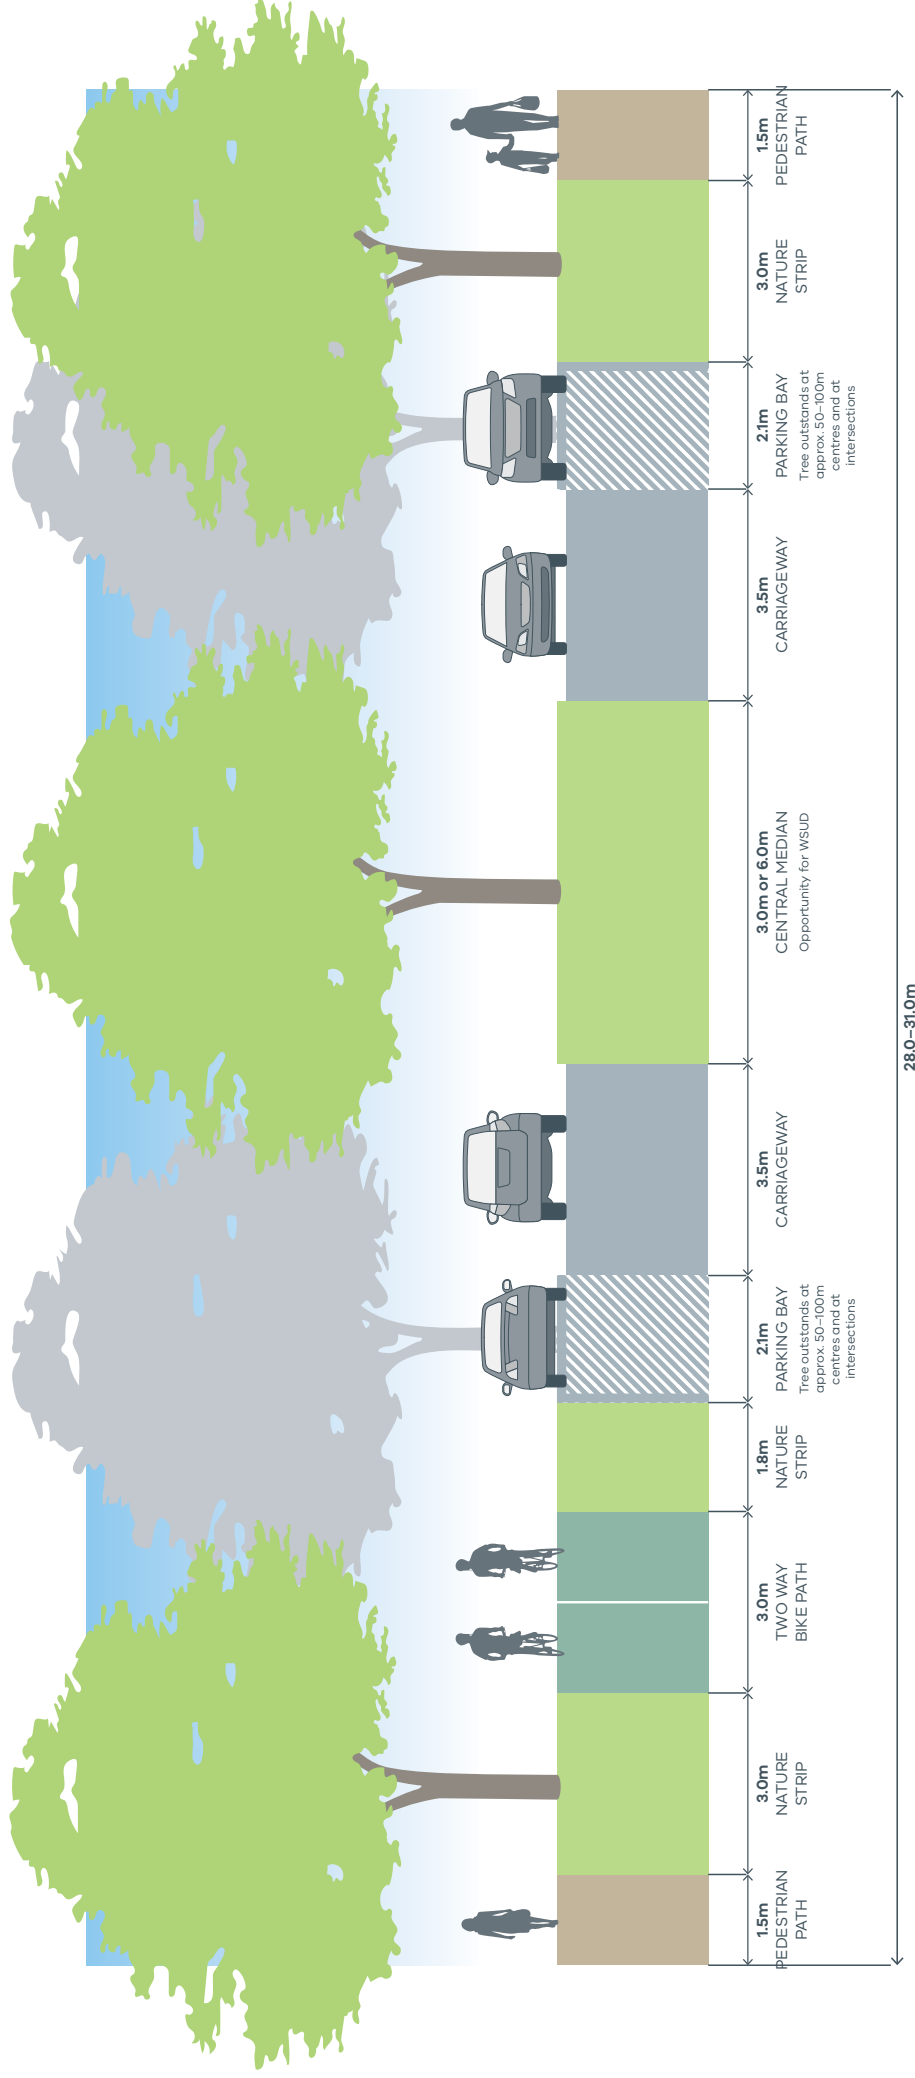 1.5m
PEDESTRIAN
PATH
3.0m
NATURE
STRIP
3.0m
TWO WAY
BIKE PATH
1.8m
NATURE
STRIP
2.1m
PARKING BAY
Tree outstands at
approx. 50–100m
centres and at
intersections
3.5m
CARRIAGEWAY
3.0m or 6.0m
CENTRAL MEDIAN
Opportunity for WSUD
3.5m
CARRIAGEWAY
2.1m
PARKING BAY
Tree outstands at
approx. 50–100m
centres and at
intersections
3.0m
NATURE
STRIP
1.5m
PEDESTRIAN
PATH
28.0–31.0m